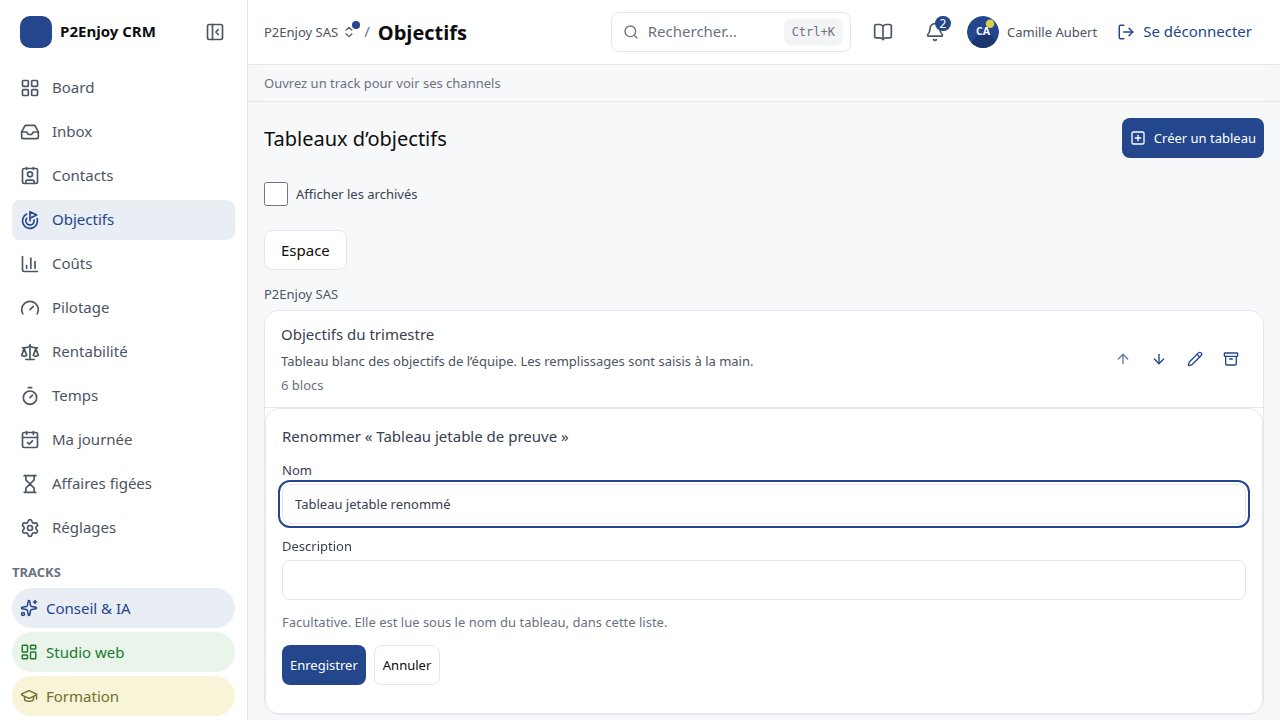 P2Enjoy CRM
P2Enjoy SAS / Objectifs
Rechercher... Ctrl+K
2
CA Camille Aubert
Se déconnecter
Board
Inbox
Contacts
Objectifs
Coûts
Pilotage
Rentabilité
Temps
Ma journée
Affaires figées
Réglages
TRACKS
Conseil & IA
Studio web
Formation
Ouvrez un track pour voir ses channels
Tableaux d’objectifs
Créer un tableau
Afficher les archivés
Espace
P2Enjoy SAS
Objectifs du trimestre
Tableau blanc des objectifs de l’équipe. Les remplissages sont saisis à la main.
6 blocs
Renommer « Tableau jetable de preuve »
Nom
Tableau jetable renommé
Description
Facultative. Elle est lue sous le nom du tableau, dans cette liste.
Enregistrer Annuler